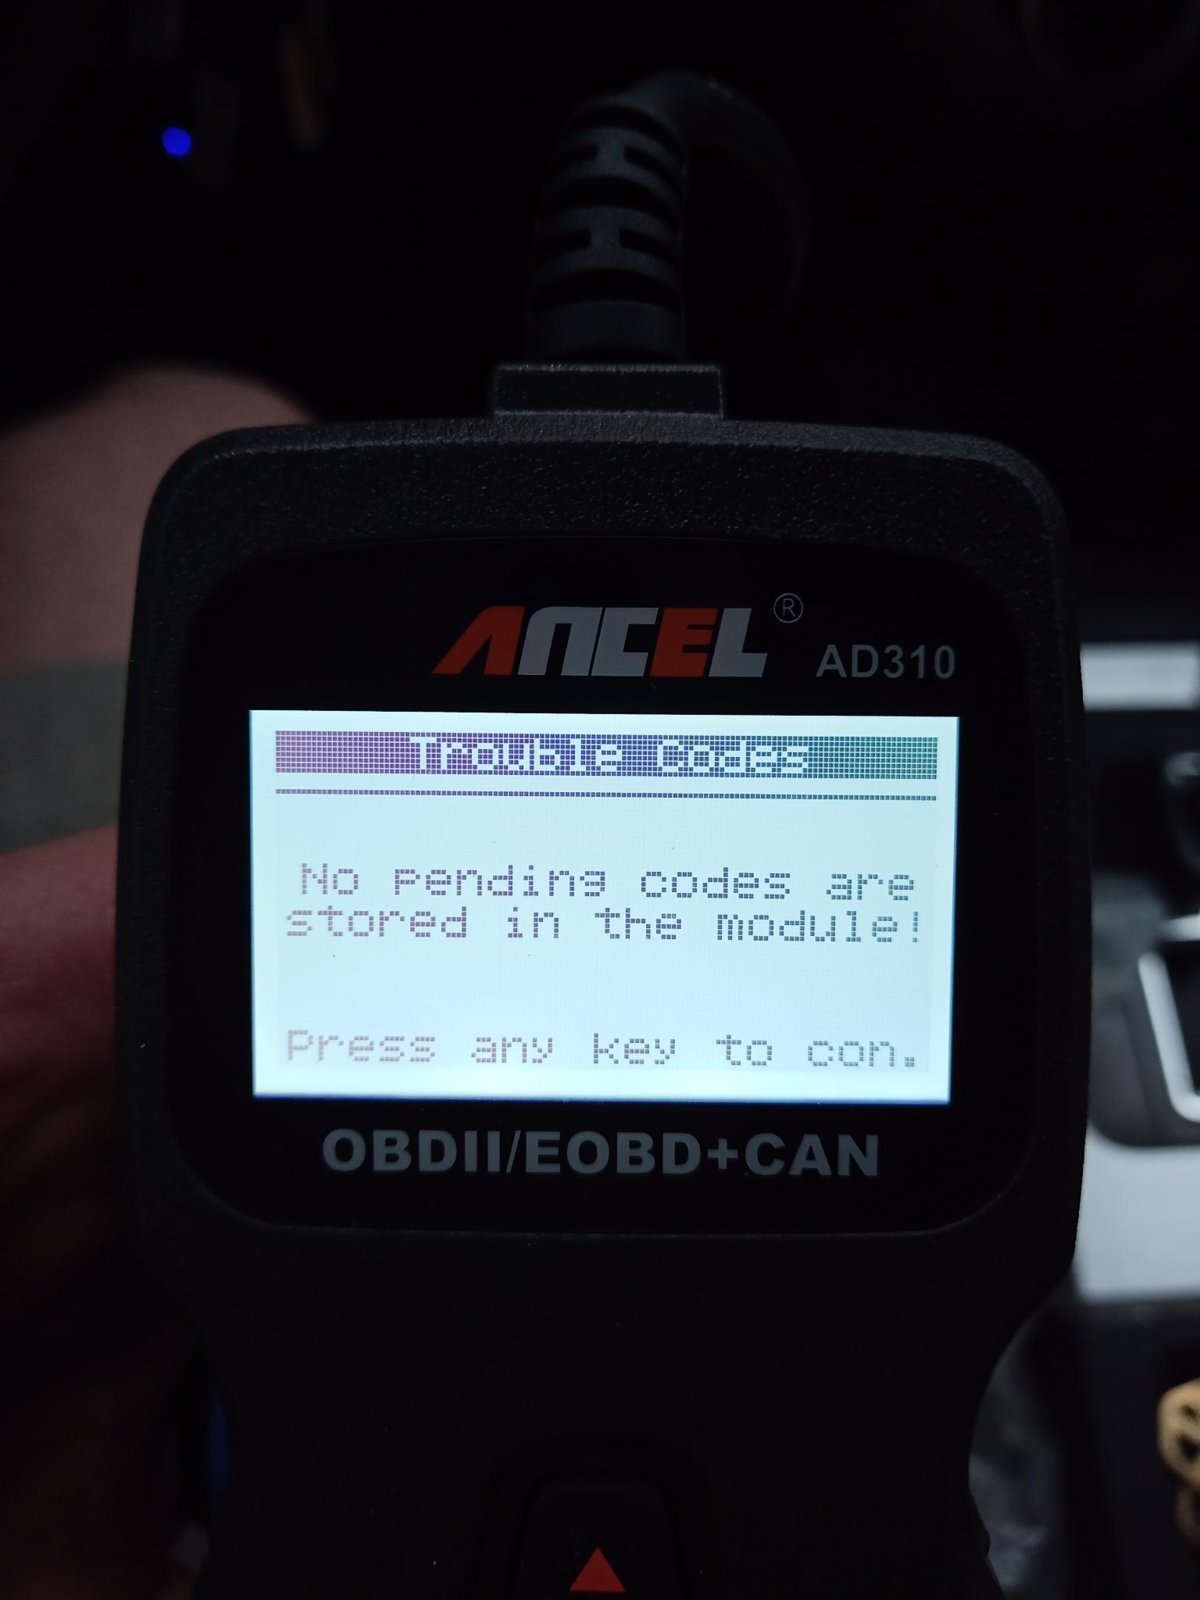 ANCEL ®
AD310
Trouble Codes
No pending codes are
stored in the module!
Press any key to con.
OBDII/EOBD+CAN